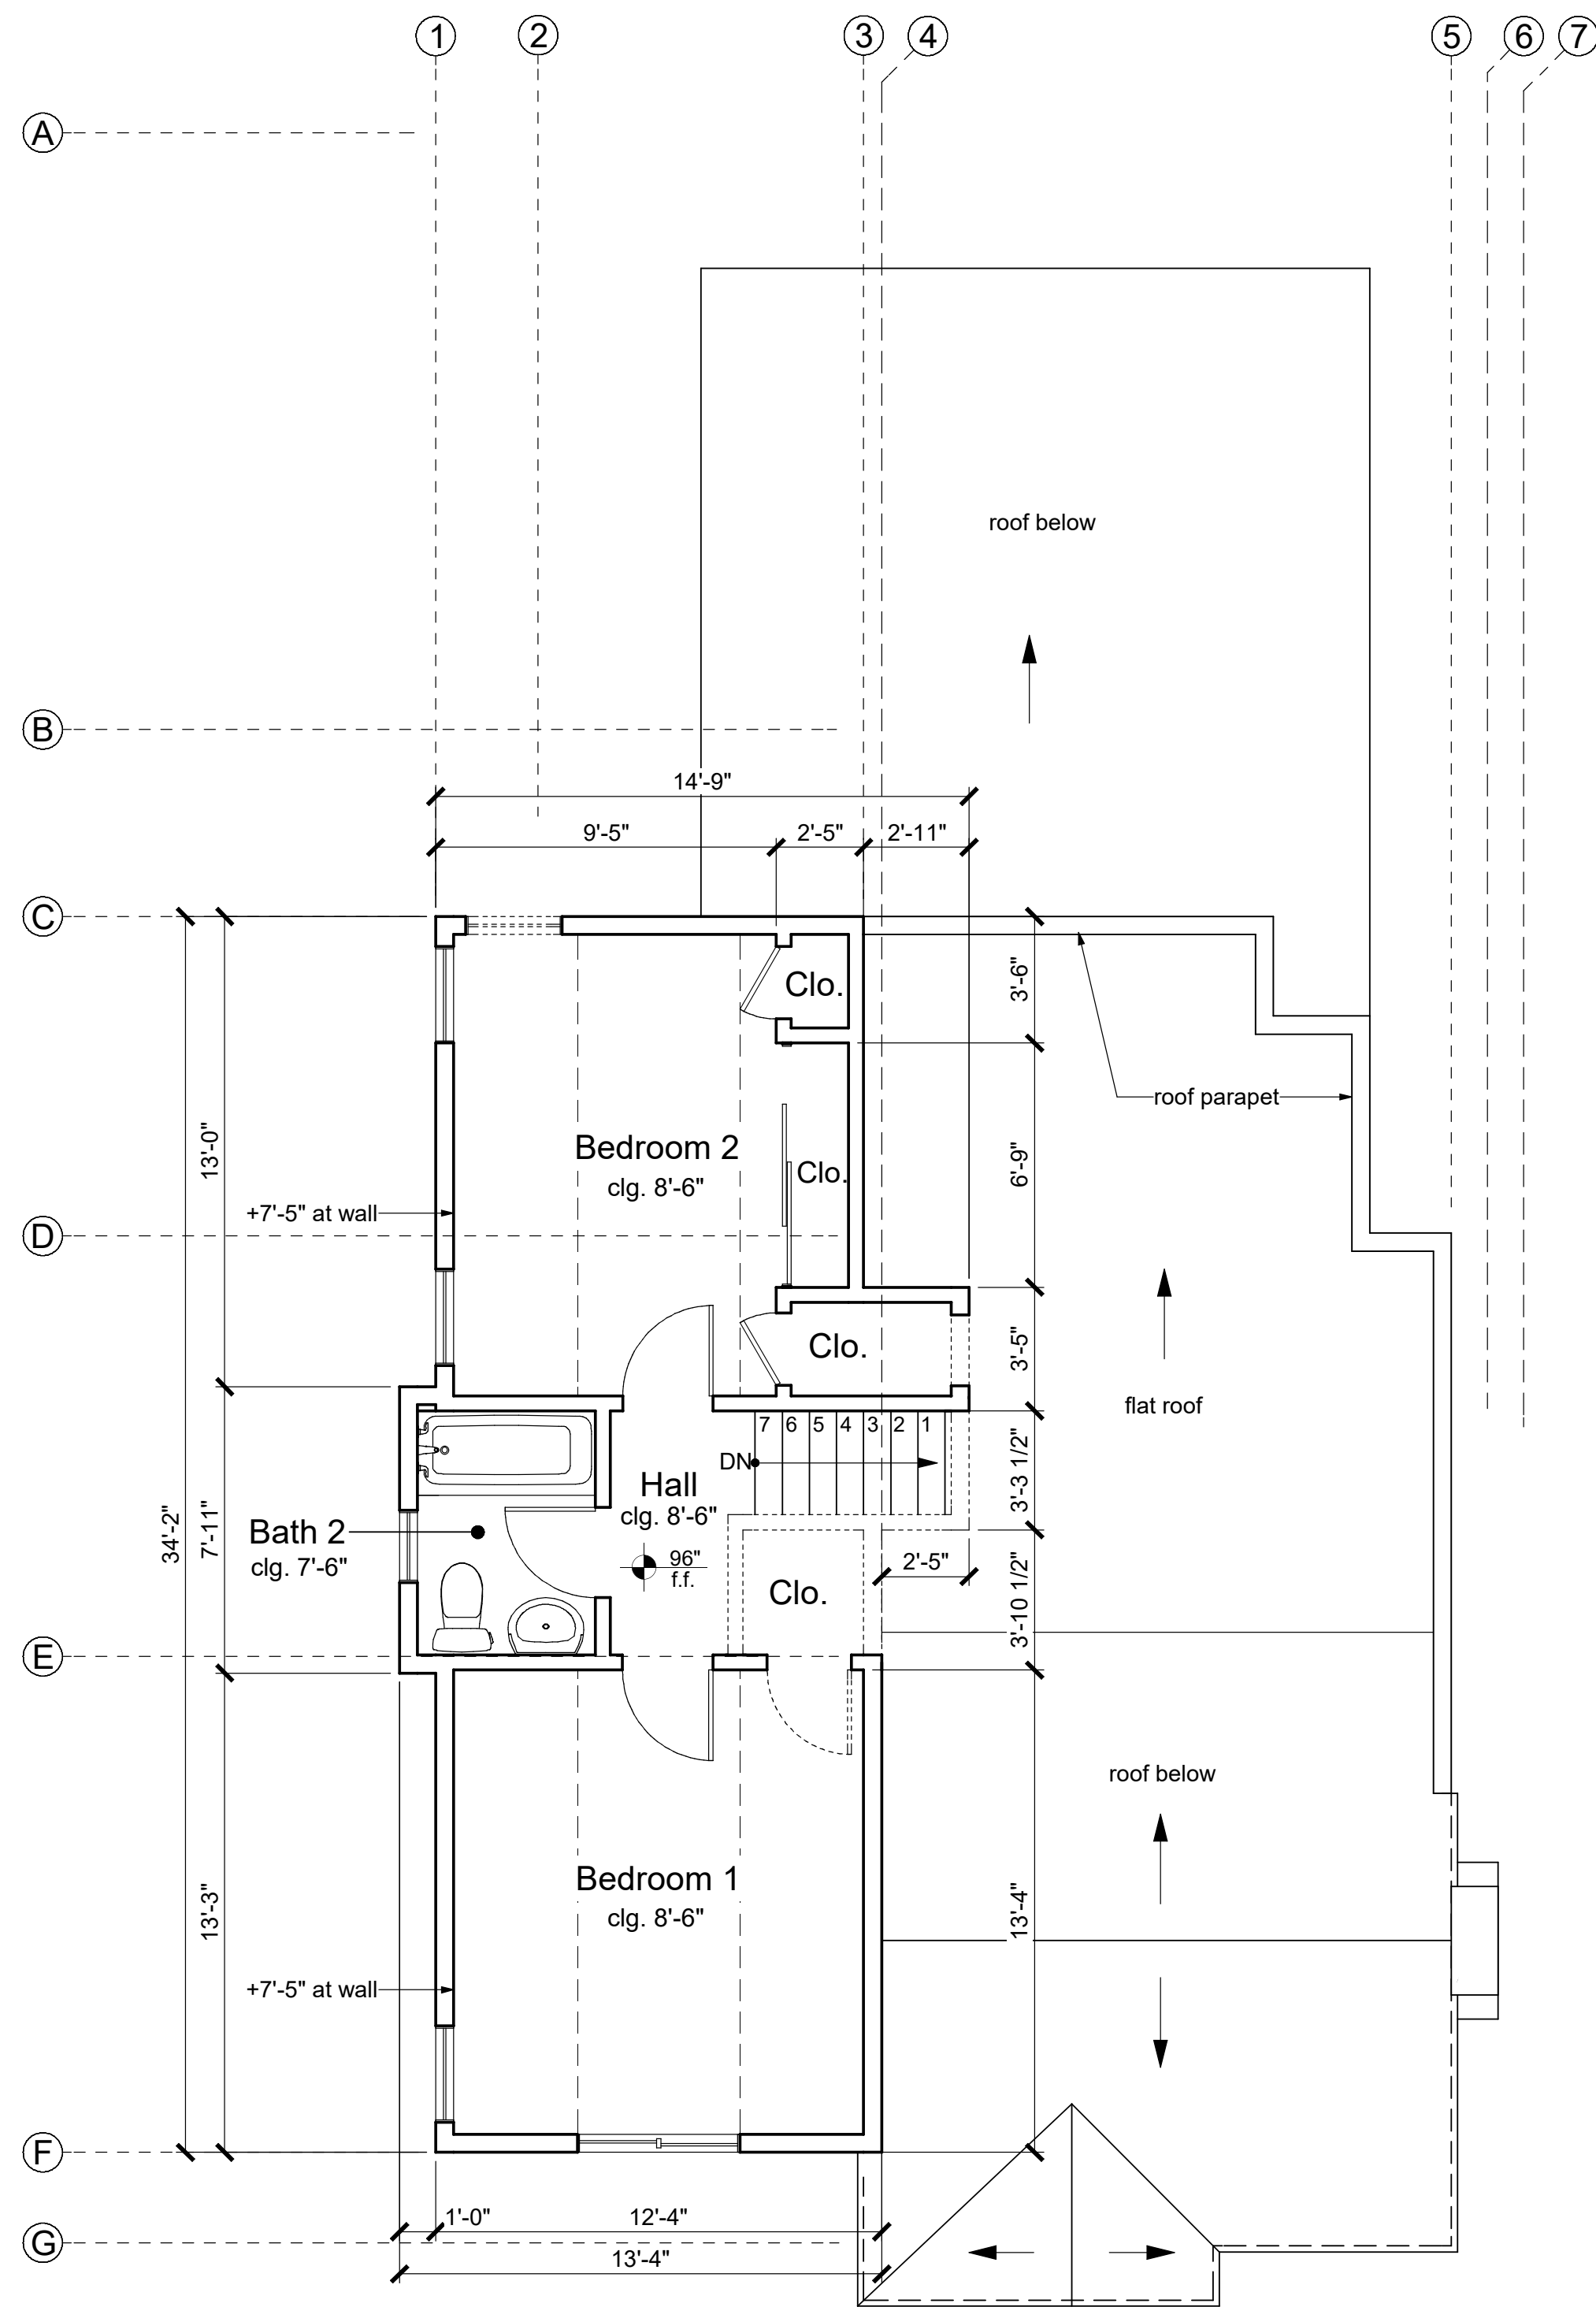 1 2 3 4 5 6 7
A
roof below
B
14'-9"
9'-5" 2'-5" 2'-11"
C
Clo.
3'-6"
roof parapet
13'-0"
Bedroom 2
clg. 8'-6"
Clo.
6'-9"
+7'-5" at wall
D
Clo.
3'-5"
flat roof
7 6 5 4 3 2 1
DN
Hall
clg. 8'-6"
3'-3 1/2"
34'-2"
7'-11"
Bath 2
clg. 7'-6"
96"
f.f.
2'-5"
Clo.
3'-10 1/2"
E
roof below
Bedroom 1
clg. 8'-6"
13'-3"
13'-4"
+7'-5" at wall
F
1'-0" 12'-4"
G
13'-4"